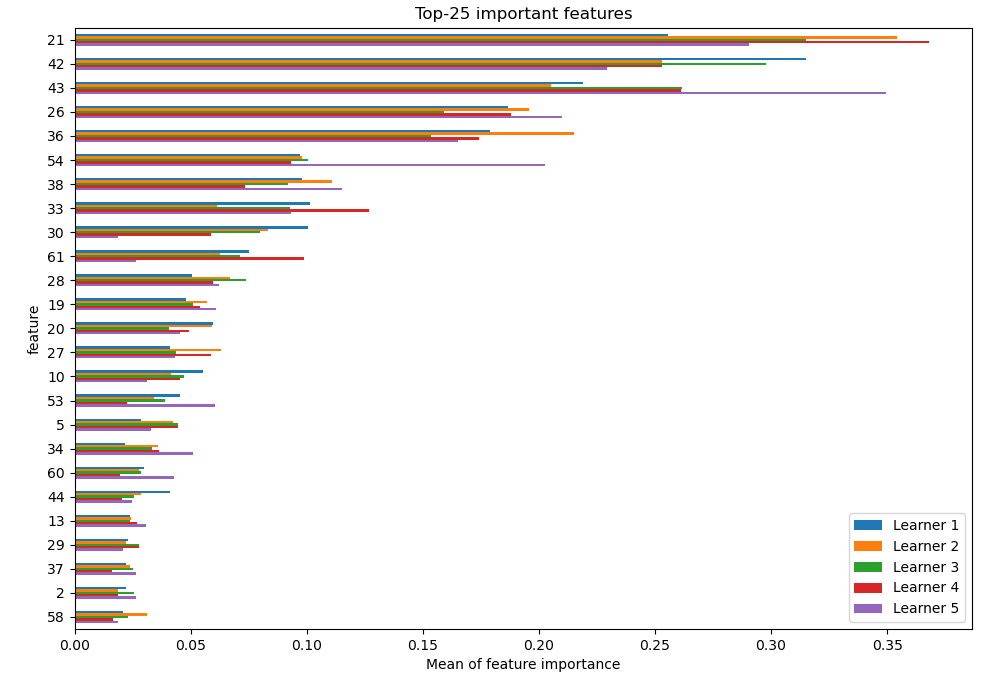 Top-25 important features
21
42
43
26
36
54
38
33
30
61
28
19
20
27
10
53
5
34
60
44
13
29
37
2
58
feature
0.00 0.05 0.10 0.15 0.20 0.25 0.30 0.35
Mean of feature importance
Learner 1
Learner 2
Learner 3
Learner 4
Learner 5